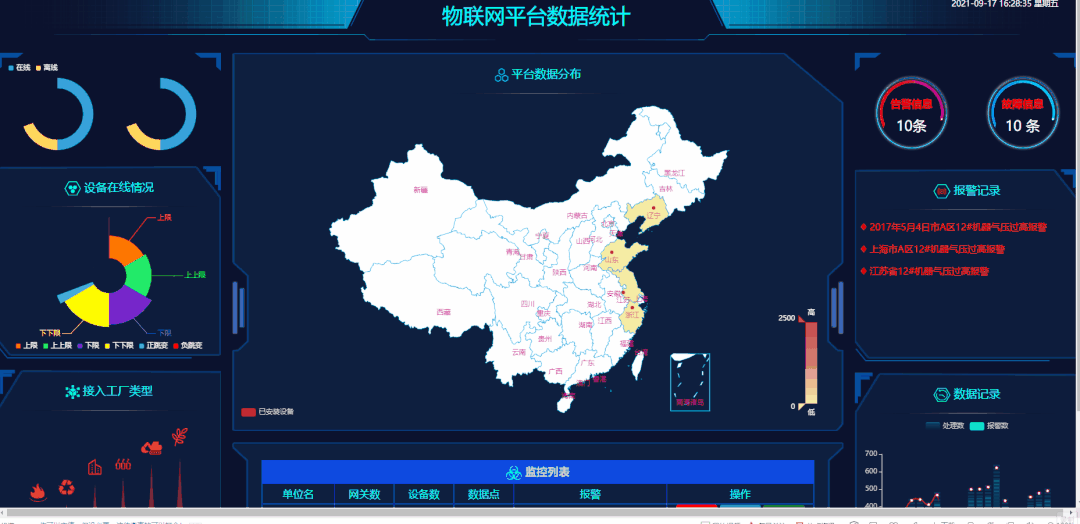 2021-09-17 16:28:35 星期五
物联网平台数据统计
在线 离线
设备在线情况
上限
上上限
下下限
下限
上限 上上限 下限 下下限 正跳变 负跳变
接入工厂类型
平台数据分布
黑龙江
吉林
新疆
辽宁
内蒙古
北京
宁夏
山西 河北
青海 甘肃
山东
陕西 河南
西藏
四川
重庆
湖北
安徽
江苏
浙江
湖南 江西
贵州
福建
云南
台湾
广西
广东
香港
南海诸岛
2500
高
0
低
已安装设备
监控列表
单位名 网关数 设备数 数据点 报警 操作
告警信息
10条
故障信息
10 条
报警记录
2017年5月4日市A区12#机器气压过高报警
上海市A区12#机器气压过高报警
江苏省12#机器气压过高报警
数据记录
处理数 报警数
700
600
500
400